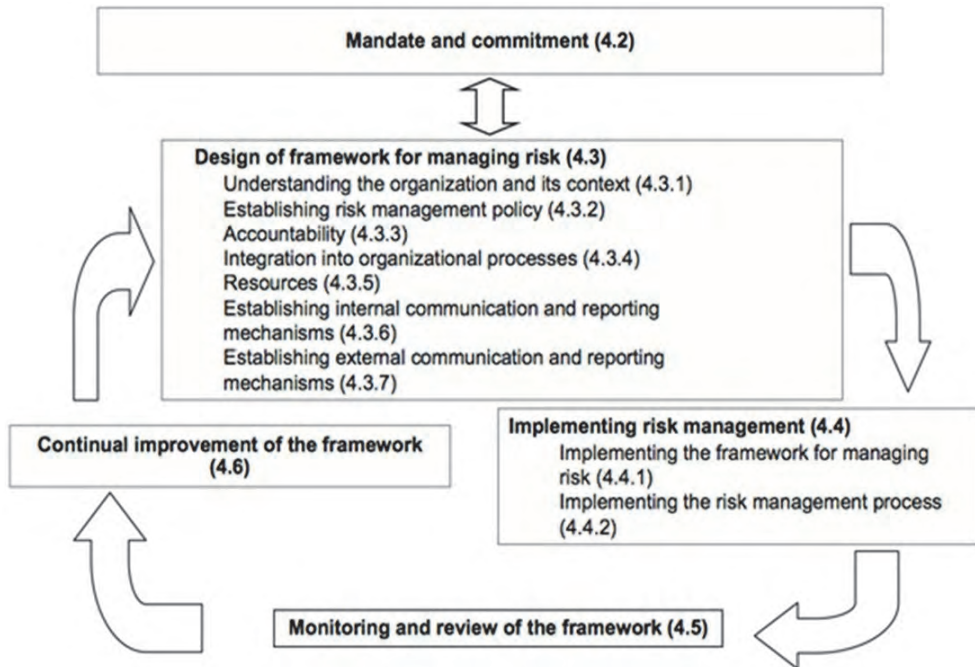 Mandate and commitment (4.2)
Design of framework for managing risk (4.3)
Understanding the organization and its context (4.3.1)
Establishing risk management policy (4.3.2)
Accountability (4.3.3)
Integration into organizational processes (4.3.4)
Resources (4.3.5)
Establishing internal communication and reporting
mechanisms (4.3.6)
Establishing external communication and reporting
mechanisms (4.3.7)
Implementing risk management (4.4)
Implementing the framework for managing
risk (4.4.1)
Implementing the risk management process
(4.4.2)
Monitoring and review of the framework (4.5)
Continual improvement of the framework
(4.6)